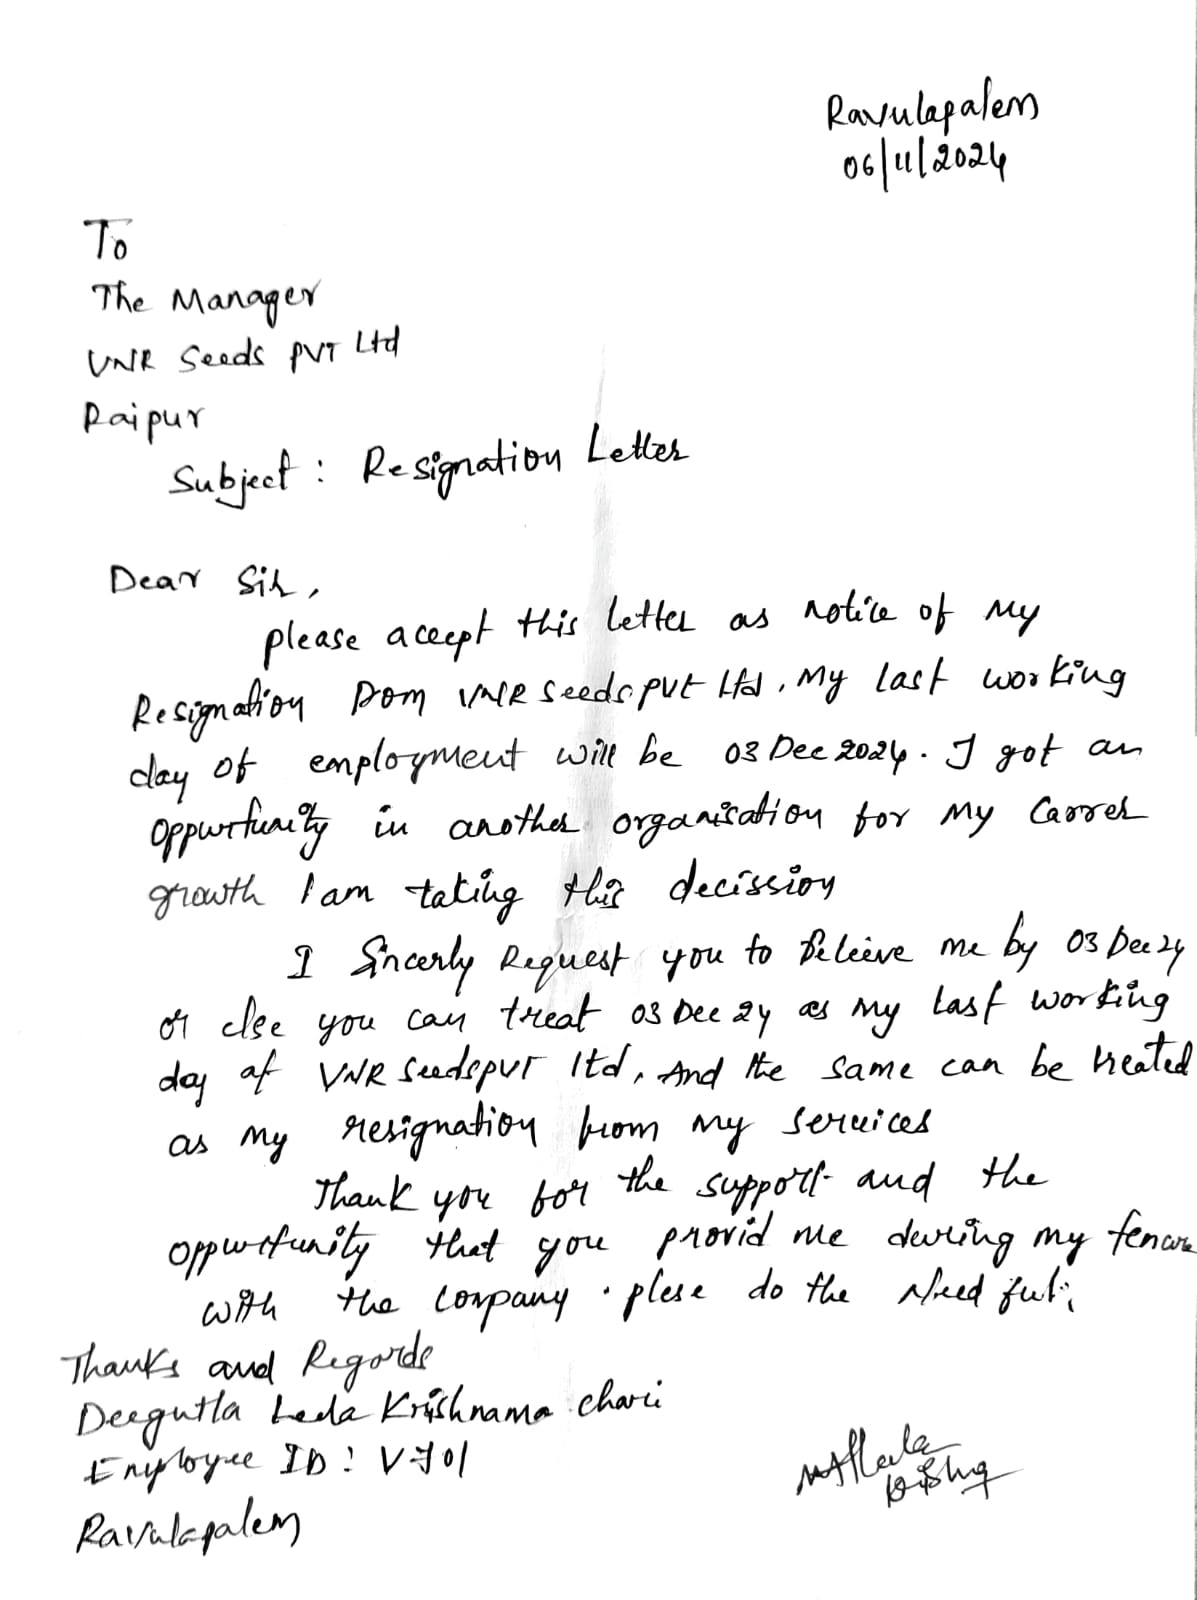 Ravulapalem
06/11/2024
To
The Manager
VNR Seeds PVT Ltd
Raipur
Subject : Resignation Letter
Dear Sir,
please accept this letter as notice of my
Resignation from VNR Seeds pvt Ltd. My last working
day of employment will be 03 Dec 2024. I got an
oppurtunity in another organisation for my Carrer
growth I am taking this decission
I Sincerly Request you to Releive me by 03 Dec 24
or else you can treat 03 Dec 24 as my last working
day of VNR Seeds pvt ltd. And the same can be treated
as my resignation from my services
Thank you for the support and the
oppurtunity that you provid me during my tenure
with the Company . plese do the Need ful.
Thanks and Regards
Deegutla Leela Krishnama chari
Employee ID : V701
Ravulapalem